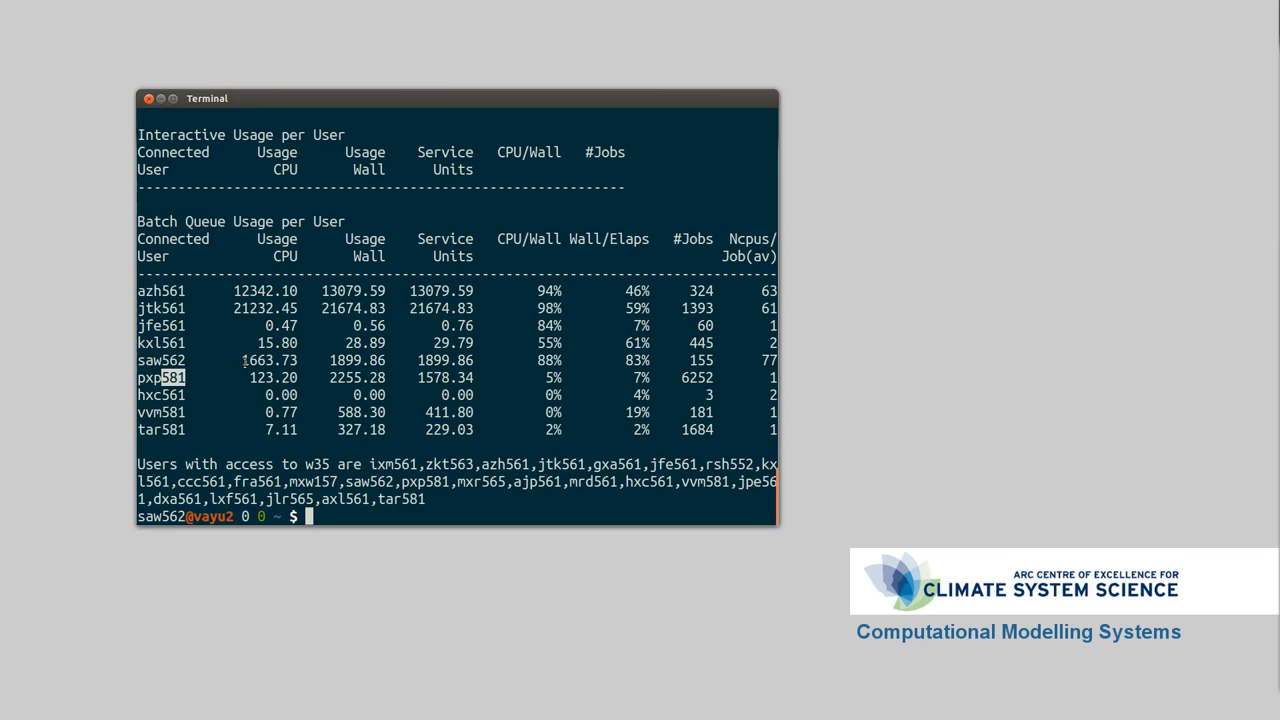 Terminal
Interactive Usage per User
Connected Usage Usage Service CPU/Wall #Jobs
User CPU Wall Units
-------------------------------------------------------------
Batch Queue Usage per User
Connected Usage Usage Service CPU/Wall Wall/Elaps #Jobs Ncpus/
User CPU Wall Units Job(av)
--------------------------------------------------------------------------------
azh561 12342.10 13079.59 13079.59 94% 46% 324 63
jtk561 21232.45 21674.83 21674.83 98% 59% 1393 61
jfe561 0.47 0.56 0.76 84% 7% 60 1
kxl561 15.80 28.89 29.79 55% 61% 445 2
saw562 1663.73 1899.86 1899.86 88% 83% 155 77
pxp581 123.20 2255.28 1578.34 5% 7% 6252 1
hxc561 0.00 0.00 0.00 0% 4% 3 2
vvm581 0.77 588.30 411.80 0% 19% 181 1
tar581 7.11 327.18 229.03 2% 2% 1684 1
Users with access to w35 are ixm561,zkt563,azh561,jtk561,gxa561,jfe561,rsh552,kx
l561,ccc561,fra561,mxw157,saw562,pxp581,mxr565,ajp561,mrd561,hxc561,vvm581,jpe56
1,dxa561,lxf561,jlr565,axl561,tar581
saw562@vayu2 0 0 ~ $
ARC CENTRE OF EXCELLENCE FOR
CLIMATE SYSTEM SCIENCE
Computational Modelling Systems